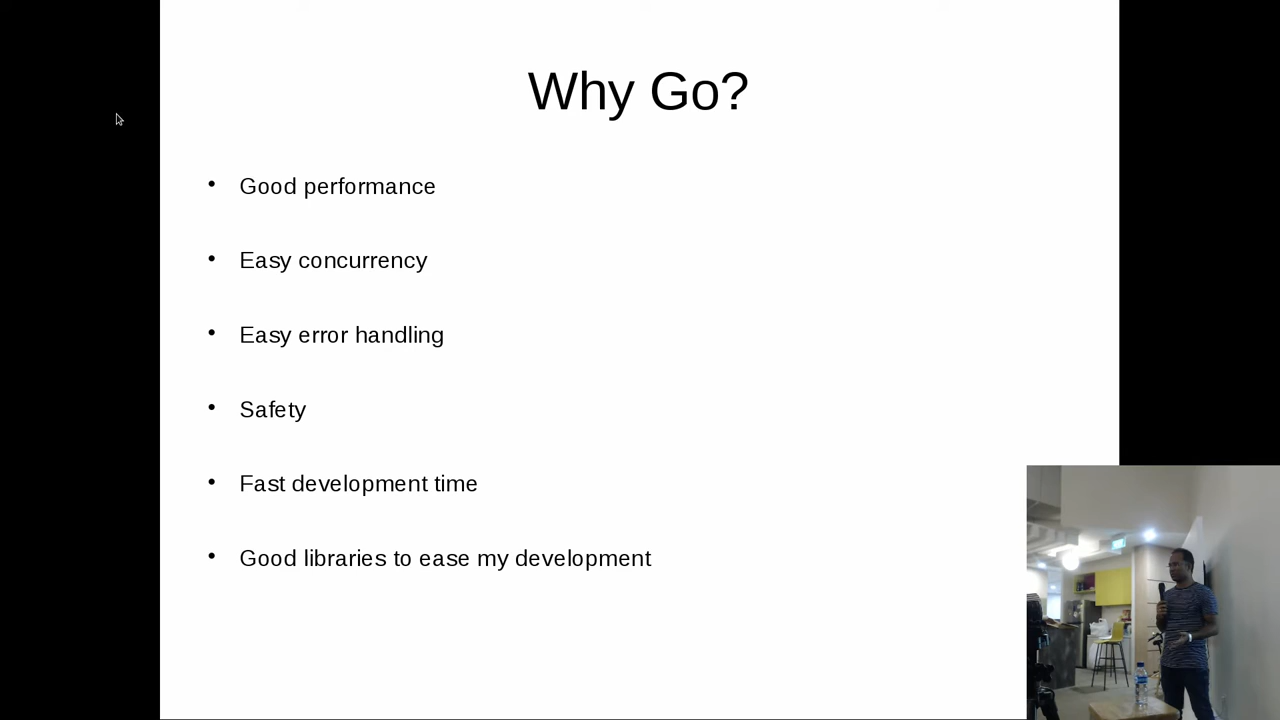 Why Go?
• Good performance
• Easy concurrency
• Easy error handling
• Safety
• Fast development time
• Good libraries to ease my development